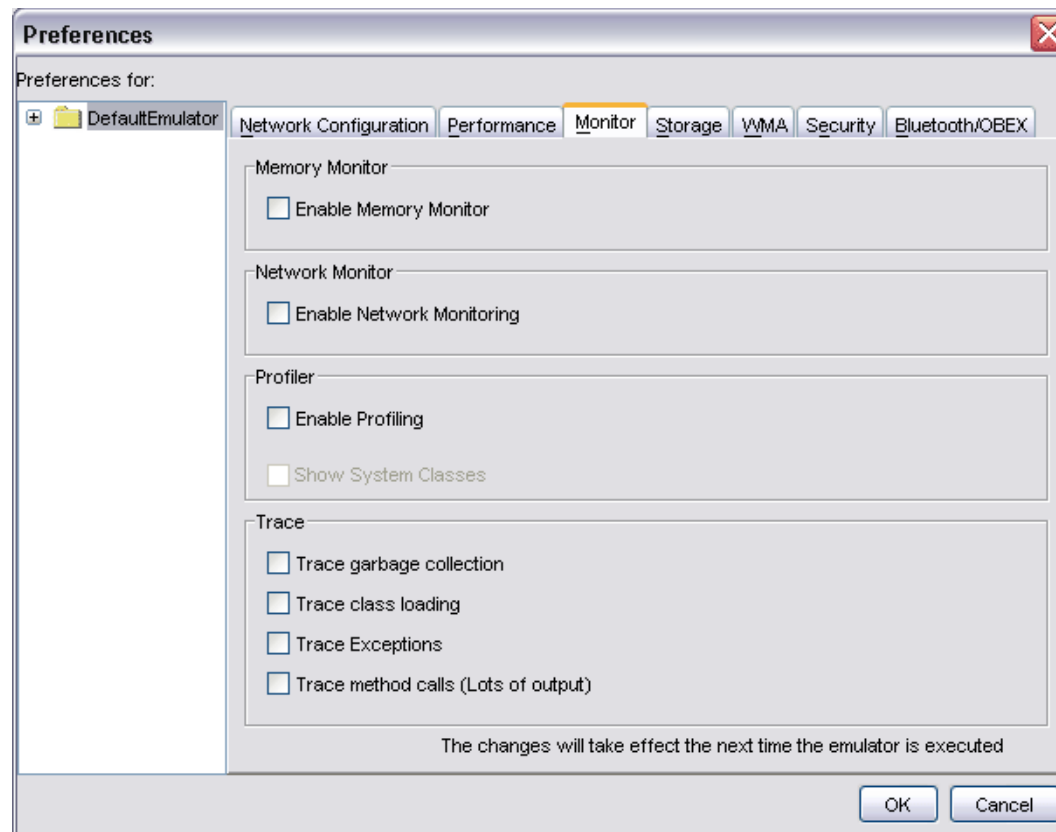 Preferences
Preferences for:
DefaultEmulator
Network Configuration Performance Monitor Storage WMA Security Bluetooth/OBEX
Memory Monitor
Enable Memory Monitor
Network Monitor
Enable Network Monitoring
Profiler
Enable Profiling
Show System Classes
Trace
Trace garbage collection
Trace class loading
Trace Exceptions
Trace method calls (Lots of output)
The changes will take effect the next time the emulator is executed
OK Cancel